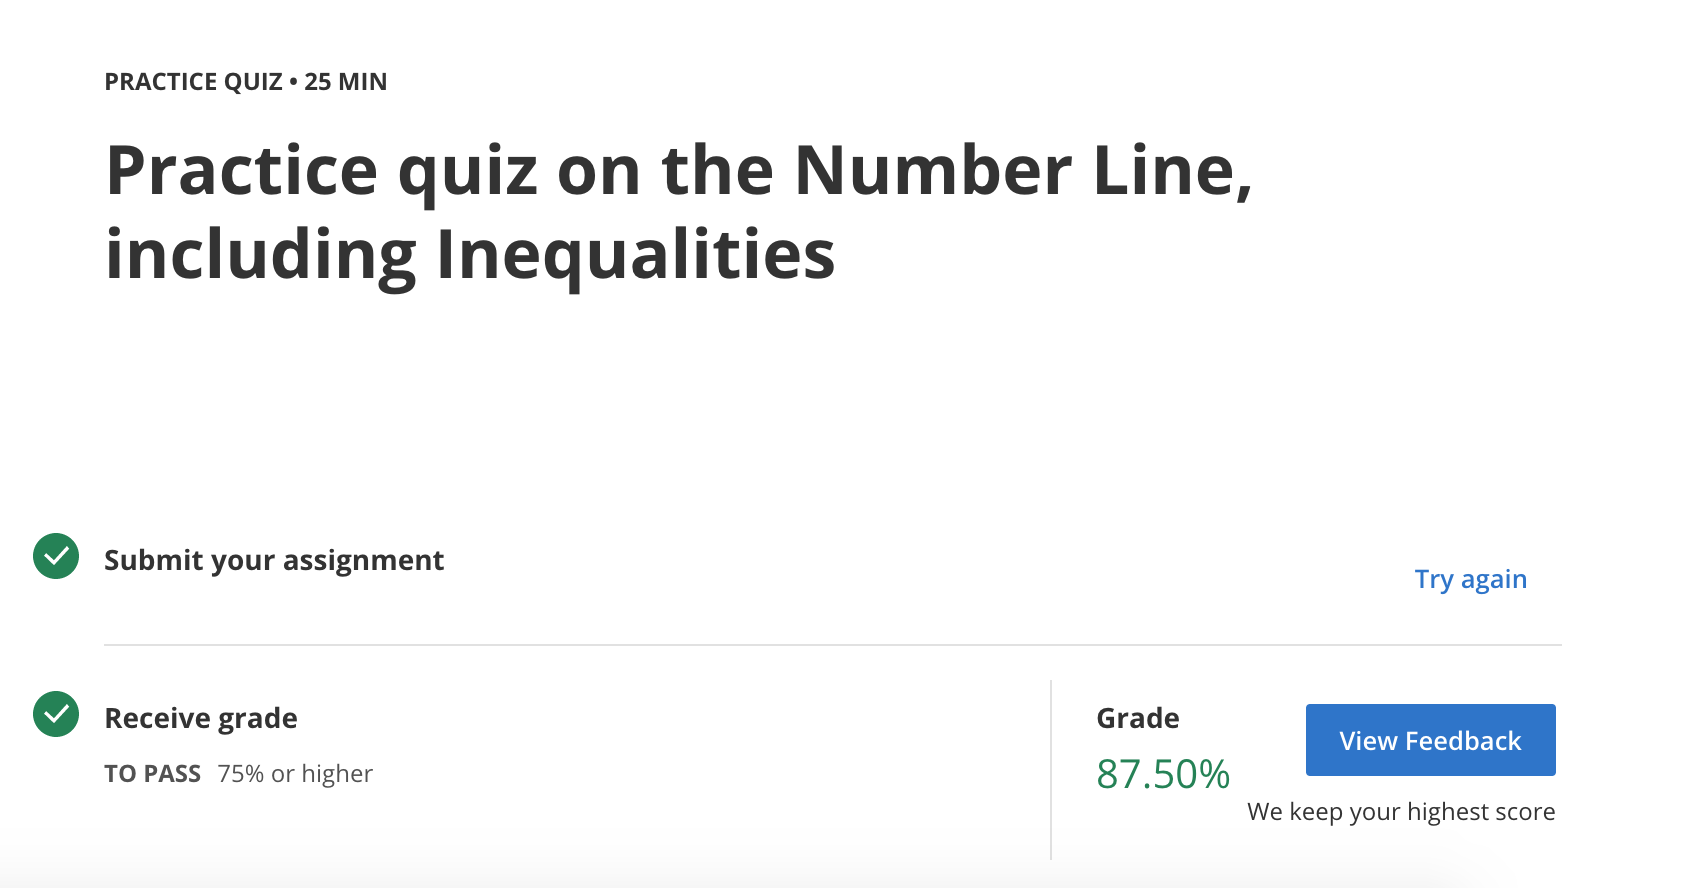 PRACTICE QUIZ • 25 MIN
Practice quiz on the Number Line,
including Inequalities
Submit your assignment
Try again
Receive grade
TO PASS 75% or higher
Grade
87.50%
View Feedback
We keep your highest score